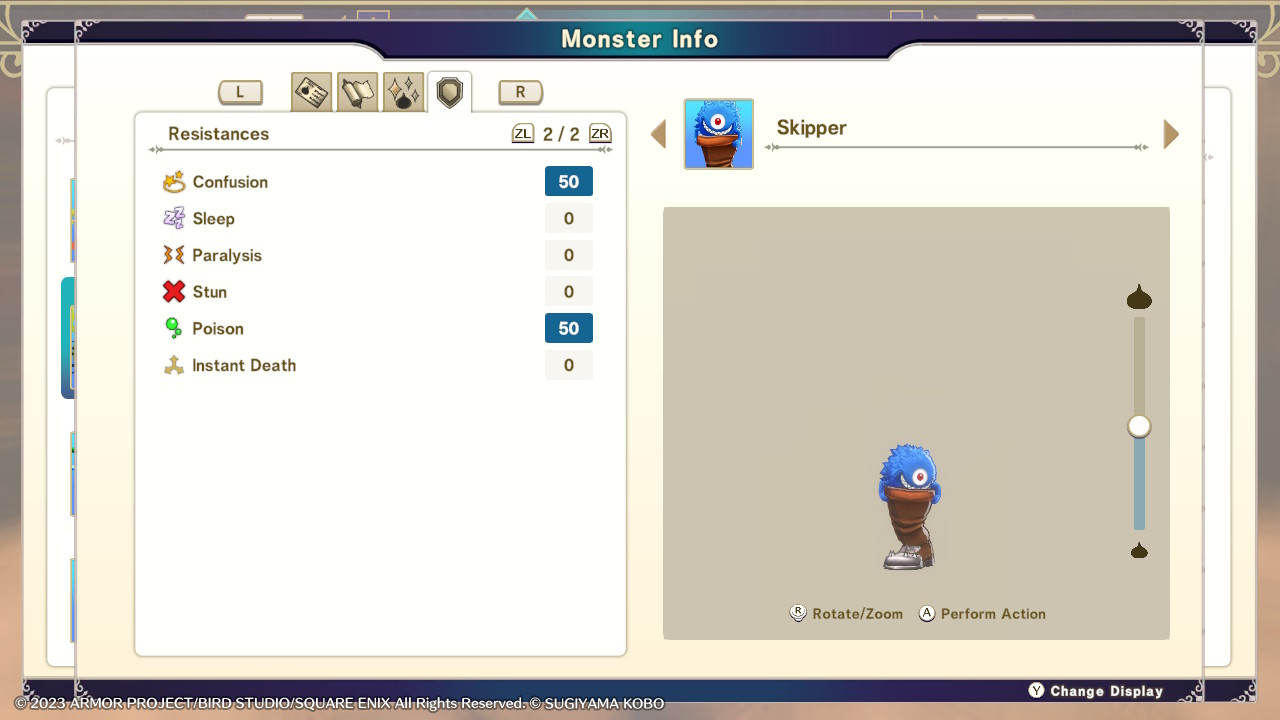 Monster Info
L
R
Resistances
ZL 2 / 2 ZR
Skipper
Confusion 50
Sleep 0
Paralysis 0
Stun 0
Poison 50
Instant Death 0
R Rotate/Zoom A Perform Action
Y Change Display
© 2023 ARMOR PROJECT/BIRD STUDIO/SQUARE ENIX All Rights Reserved. © SUGIYAMA KOBO